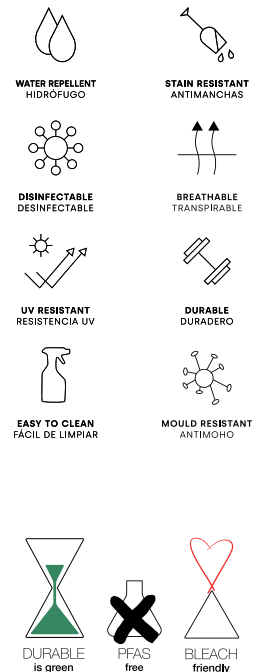 WATER REPELLENT
HIDRÓFUGO
STAIN RESISTANT
ANTIMANCHAS
DISINFECTABLE
DESINFECTABLE
BREATHABLE
TRANSPIRABLE
UV RESISTANT
RESISTENCIA UV
DURABLE
DURADERO
EASY TO CLEAN
FÁCIL DE LIMPIAR
MOULD RESISTANT
ANTIMOHO
DURABLE
is green
PFAS
free
BLEACH
friendly